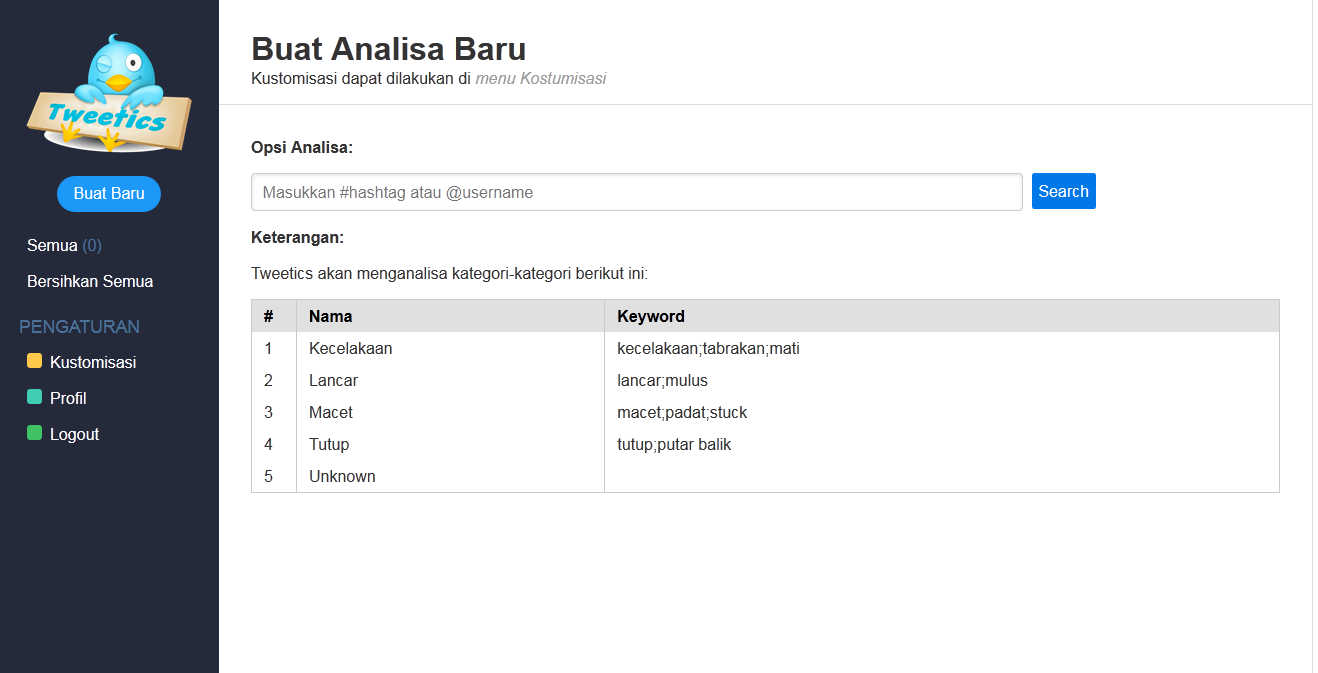 Tweetics
Buat Baru
Semua (0)
Bersihkan Semua
PENGATURAN
Kustomisasi
Profil
Logout
Buat Analisa Baru
Kustomisasi dapat dilakukan di menu Kostumisasi
Opsi Analisa:
Masukkan #hashtag atau @username
Search
Keterangan:
Tweetics akan menganalisa kategori-kategori berikut ini:
# Nama Keyword
1 Kecelakaan kecelakaan;tabrakan;mati
2 Lancar lancar;mulus
3 Macet macet;padat;stuck
4 Tutup tutup;putar balik
5 Unknown